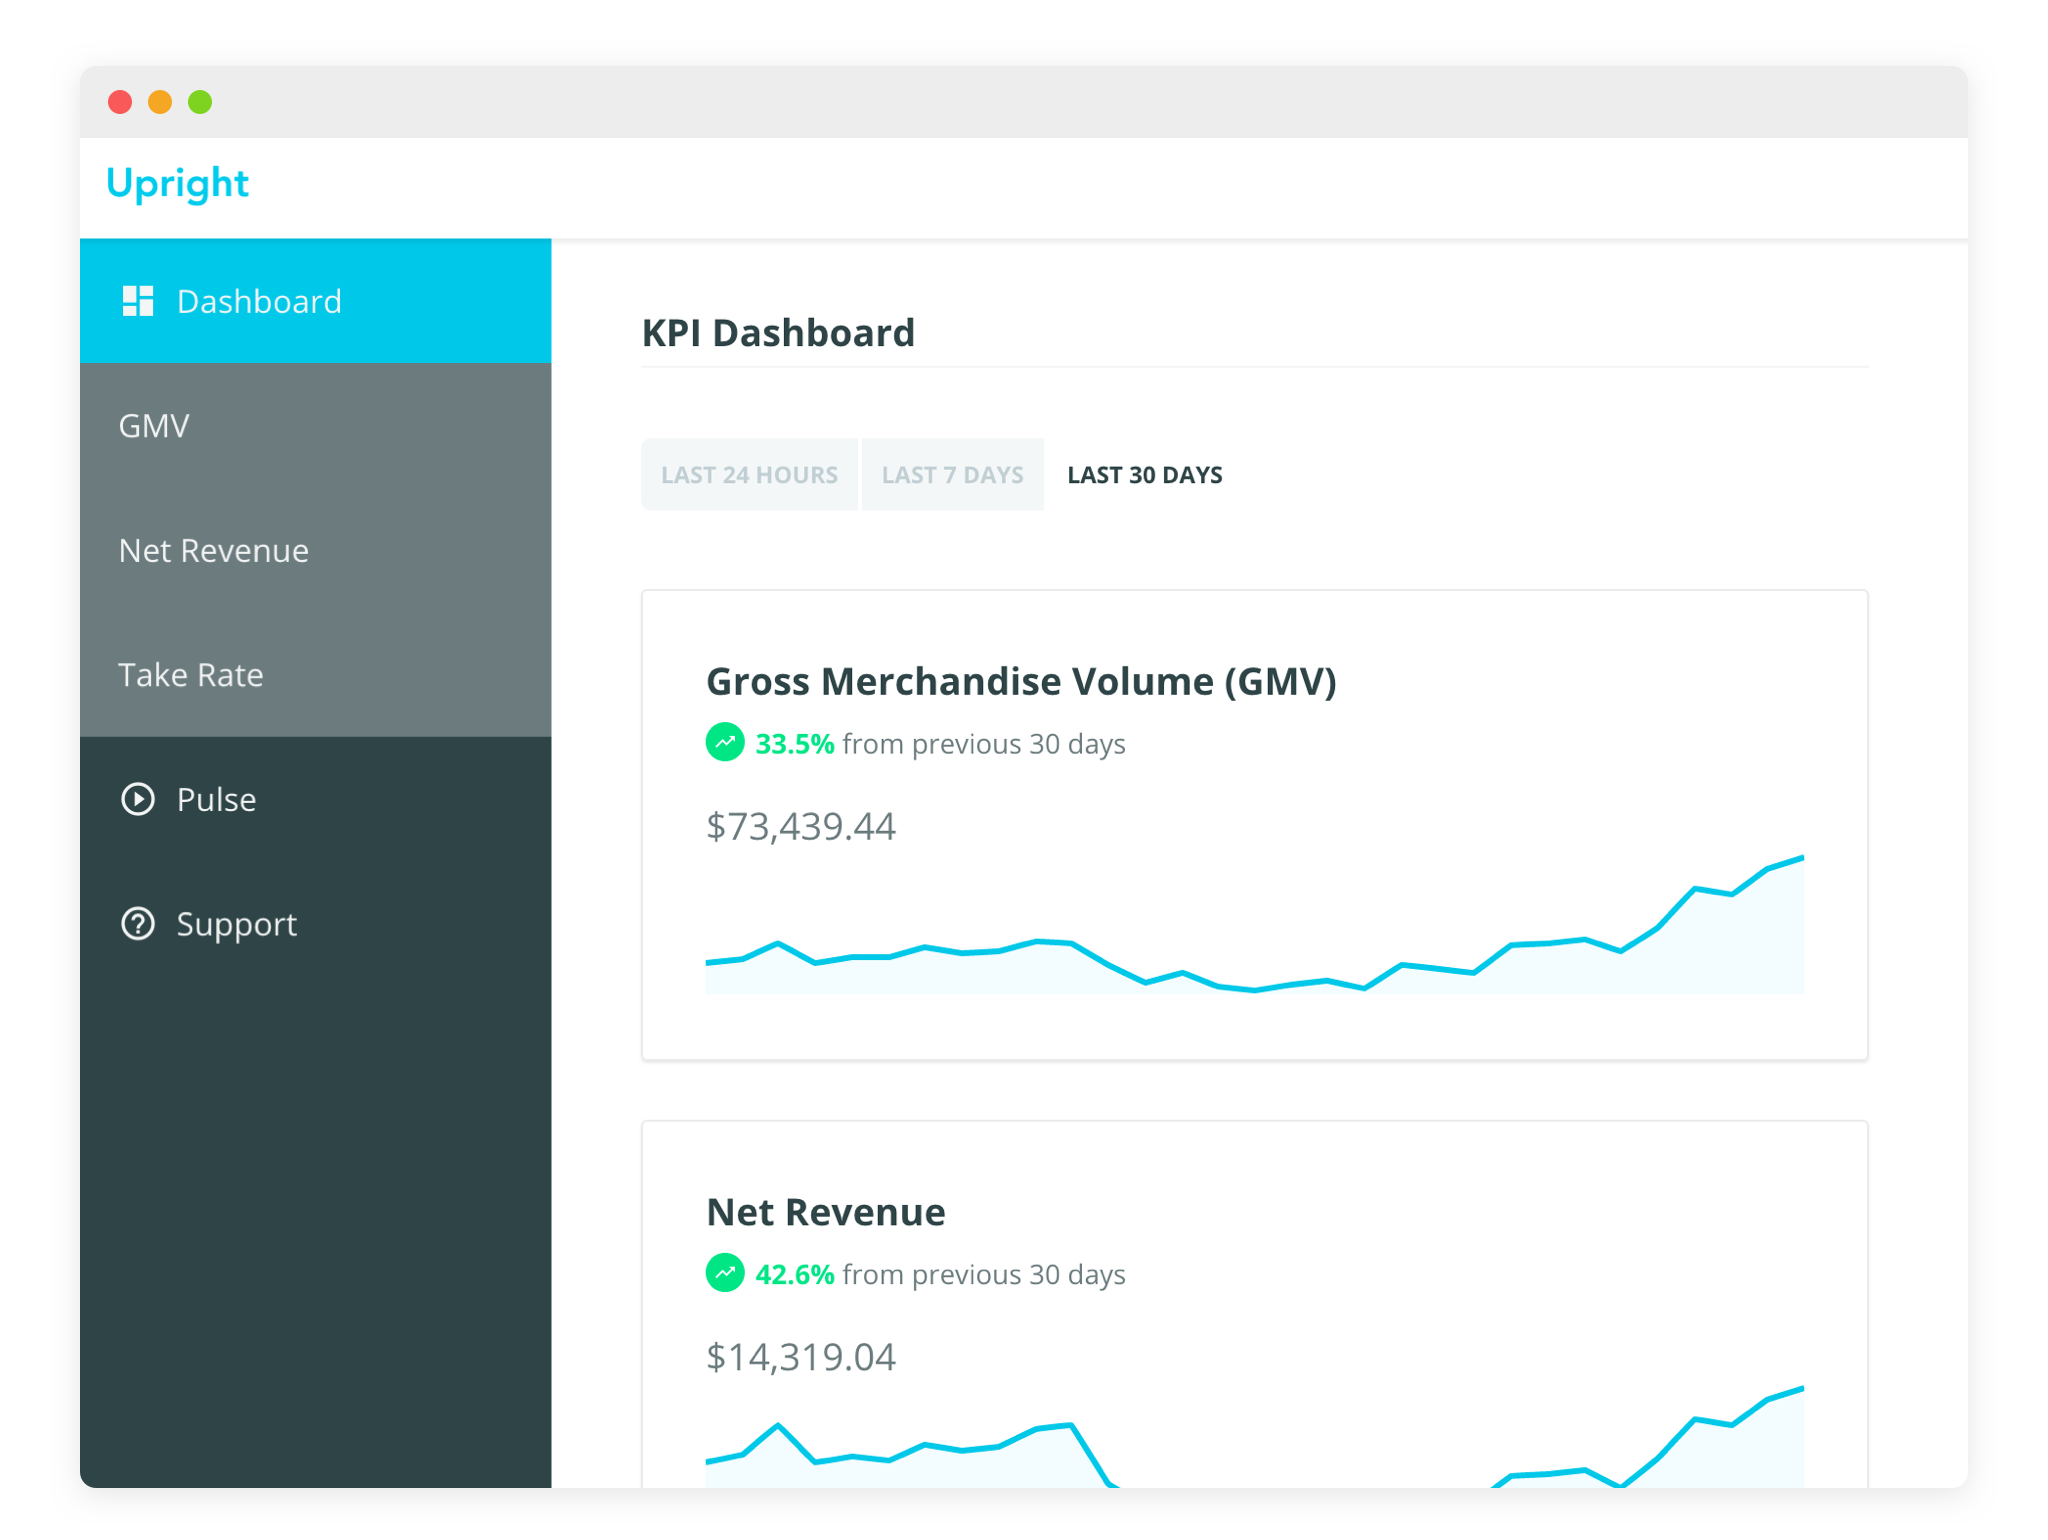 Upright
Dashboard
GMV
Net Revenue
Take Rate
Pulse
Support
KPI Dashboard
LAST 24 HOURS LAST 7 DAYS LAST 30 DAYS
Gross Merchandise Volume (GMV)
33.5% from previous 30 days
$73,439.44
Net Revenue
42.6% from previous 30 days
$14,319.04